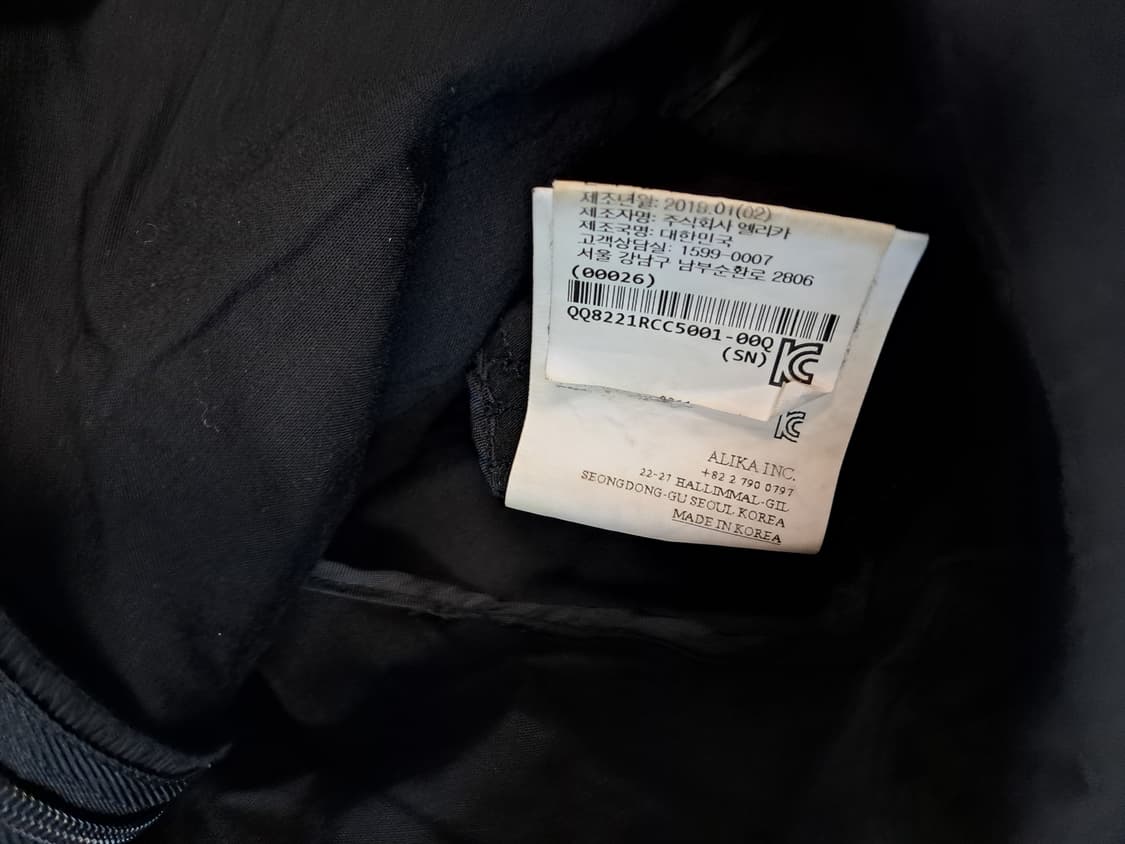 제조년월: 2018.01(02)
제조자명: 주식회사 엘리카
제조국명: 대한민국
고객상담실: 1599-0007
서울 강남구 남부순환로 2806
(00026)
QQ8221RCC5001-00Q
(SN)
ALIKA INC.
+82 2 790 0797
22-27 HALLIMMAL-GIL
SEONGDONG-GU SEOUL KOREA
MADE IN KOREA